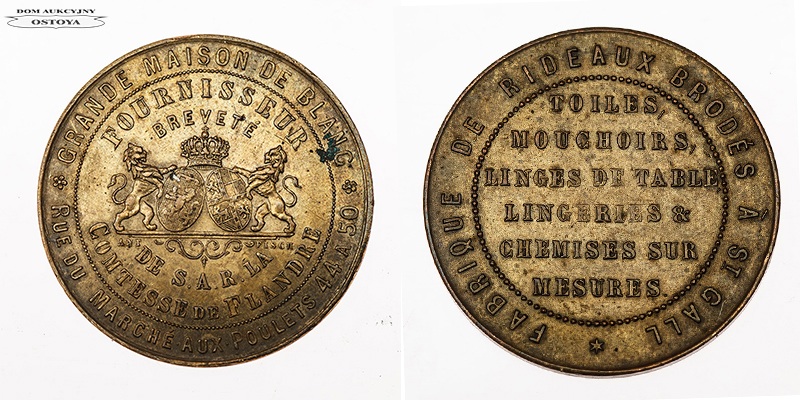 DOM AUKCYJNY
OSTOYA
GRANDE MAISON DE BLANC
FOURNISSEUR
BREVETÉ
DE S.A.R. LA
COMTESSE DE FLANDRE
RUE DU MARCHE AUX POULETS 44 A 50
FABRIQUE DE RIDEAUX BRODÉS À ST GALL
TOILES,
MOUCHOIRS,
LINGES DE TABLE
LINGERIES &
CHEMISES SUR
MESURES